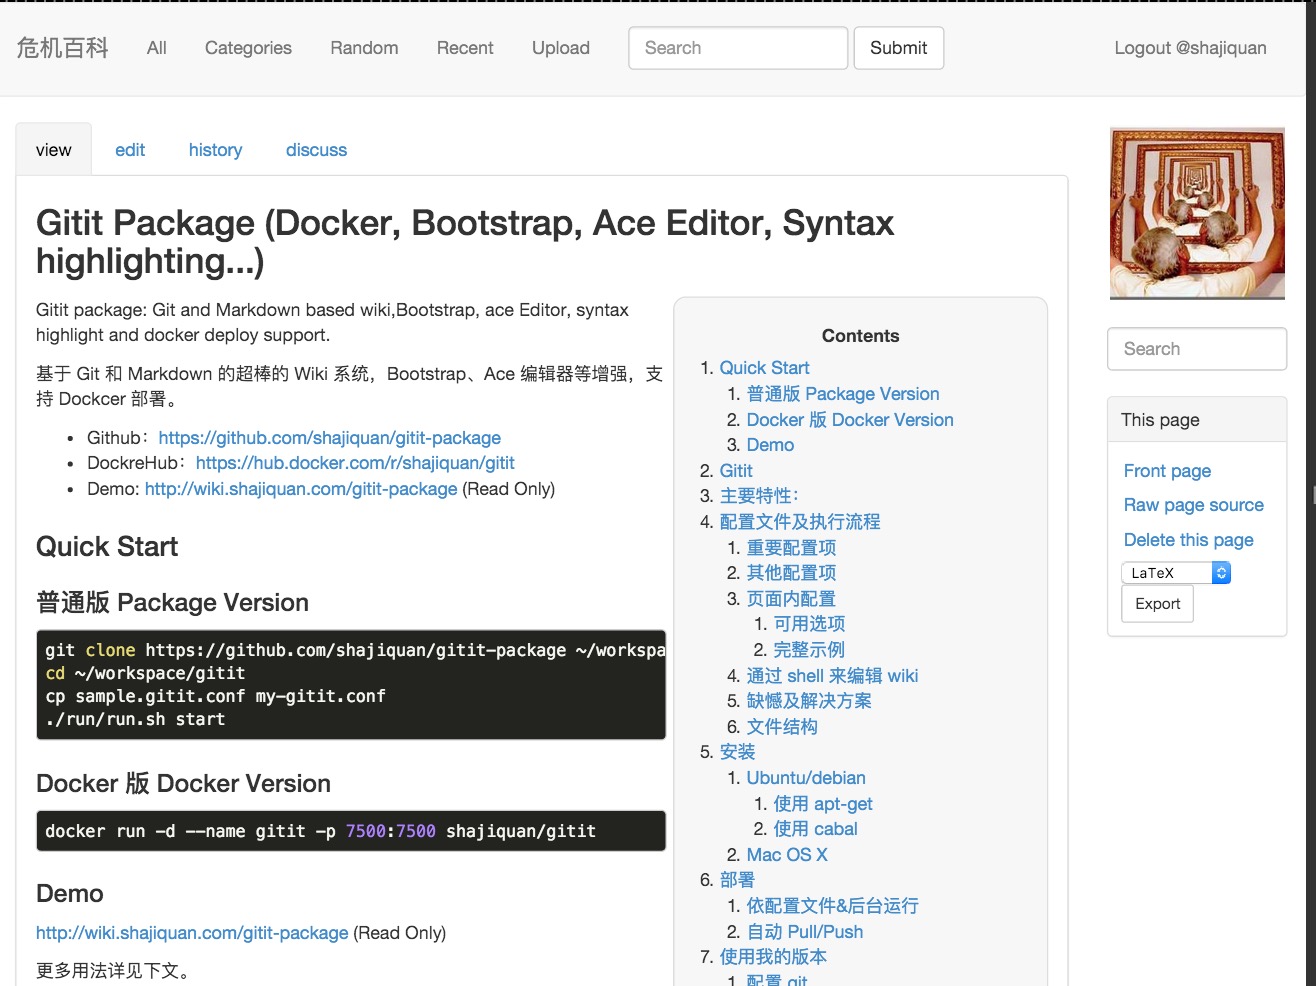 危机百科 All Categories Random Recent Upload Search Submit Logout @shajiquan
view edit history discuss
Gitit Package (Docker, Bootstrap, Ace Editor, Syntax
highlighting...)
Gitit package: Git and Markdown based wiki,Bootstrap, ace Editor, syntax
highlight and docker deploy support.
基于 Git 和 Markdown 的超棒的 Wiki 系统，Bootstrap、Ace 编辑器等增强，支
持 Dockcer 部署。
• Github：https://github.com/shajiquan/gitit-package
• DockreHub：https://hub.docker.com/r/shajiquan/gitit
• Demo: http://wiki.shajiquan.com/gitit-package (Read Only)
Quick Start
普通版 Package Version
git clone https://github.com/shajiquan/gitit-package ~/workspa
cd ~/workspace/gitit
cp sample.gitit.conf my-gitit.conf
./run/run.sh start
Docker 版 Docker Version
docker run -d --name gitit -p 7500:7500 shajiquan/gitit
Demo
http://wiki.shajiquan.com/gitit-package (Read Only)
更多用法详见下文。
Contents
1. Quick Start
1. 普通版 Package Version
2. Docker 版 Docker Version
3. Demo
2. Gitit
3. 主要特性：
4. 配置文件及执行流程
1. 重要配置项
2. 其他配置项
3. 页面内配置
1. 可用选项
2. 完整示例
4. 通过 shell 来编辑 wiki
5. 缺憾及解决方案
6. 文件结构
5. 安装
1. Ubuntu/debian
1. 使用 apt-get
2. 使用 cabal
2. Mac OS X
6. 部署
1. 依配置文件&后台运行
2. 自动 Pull/Push
7. 使用我的版本
1. 配置 git
Search
This page
Front page
Raw page source
Delete this page
LaTeX
Export